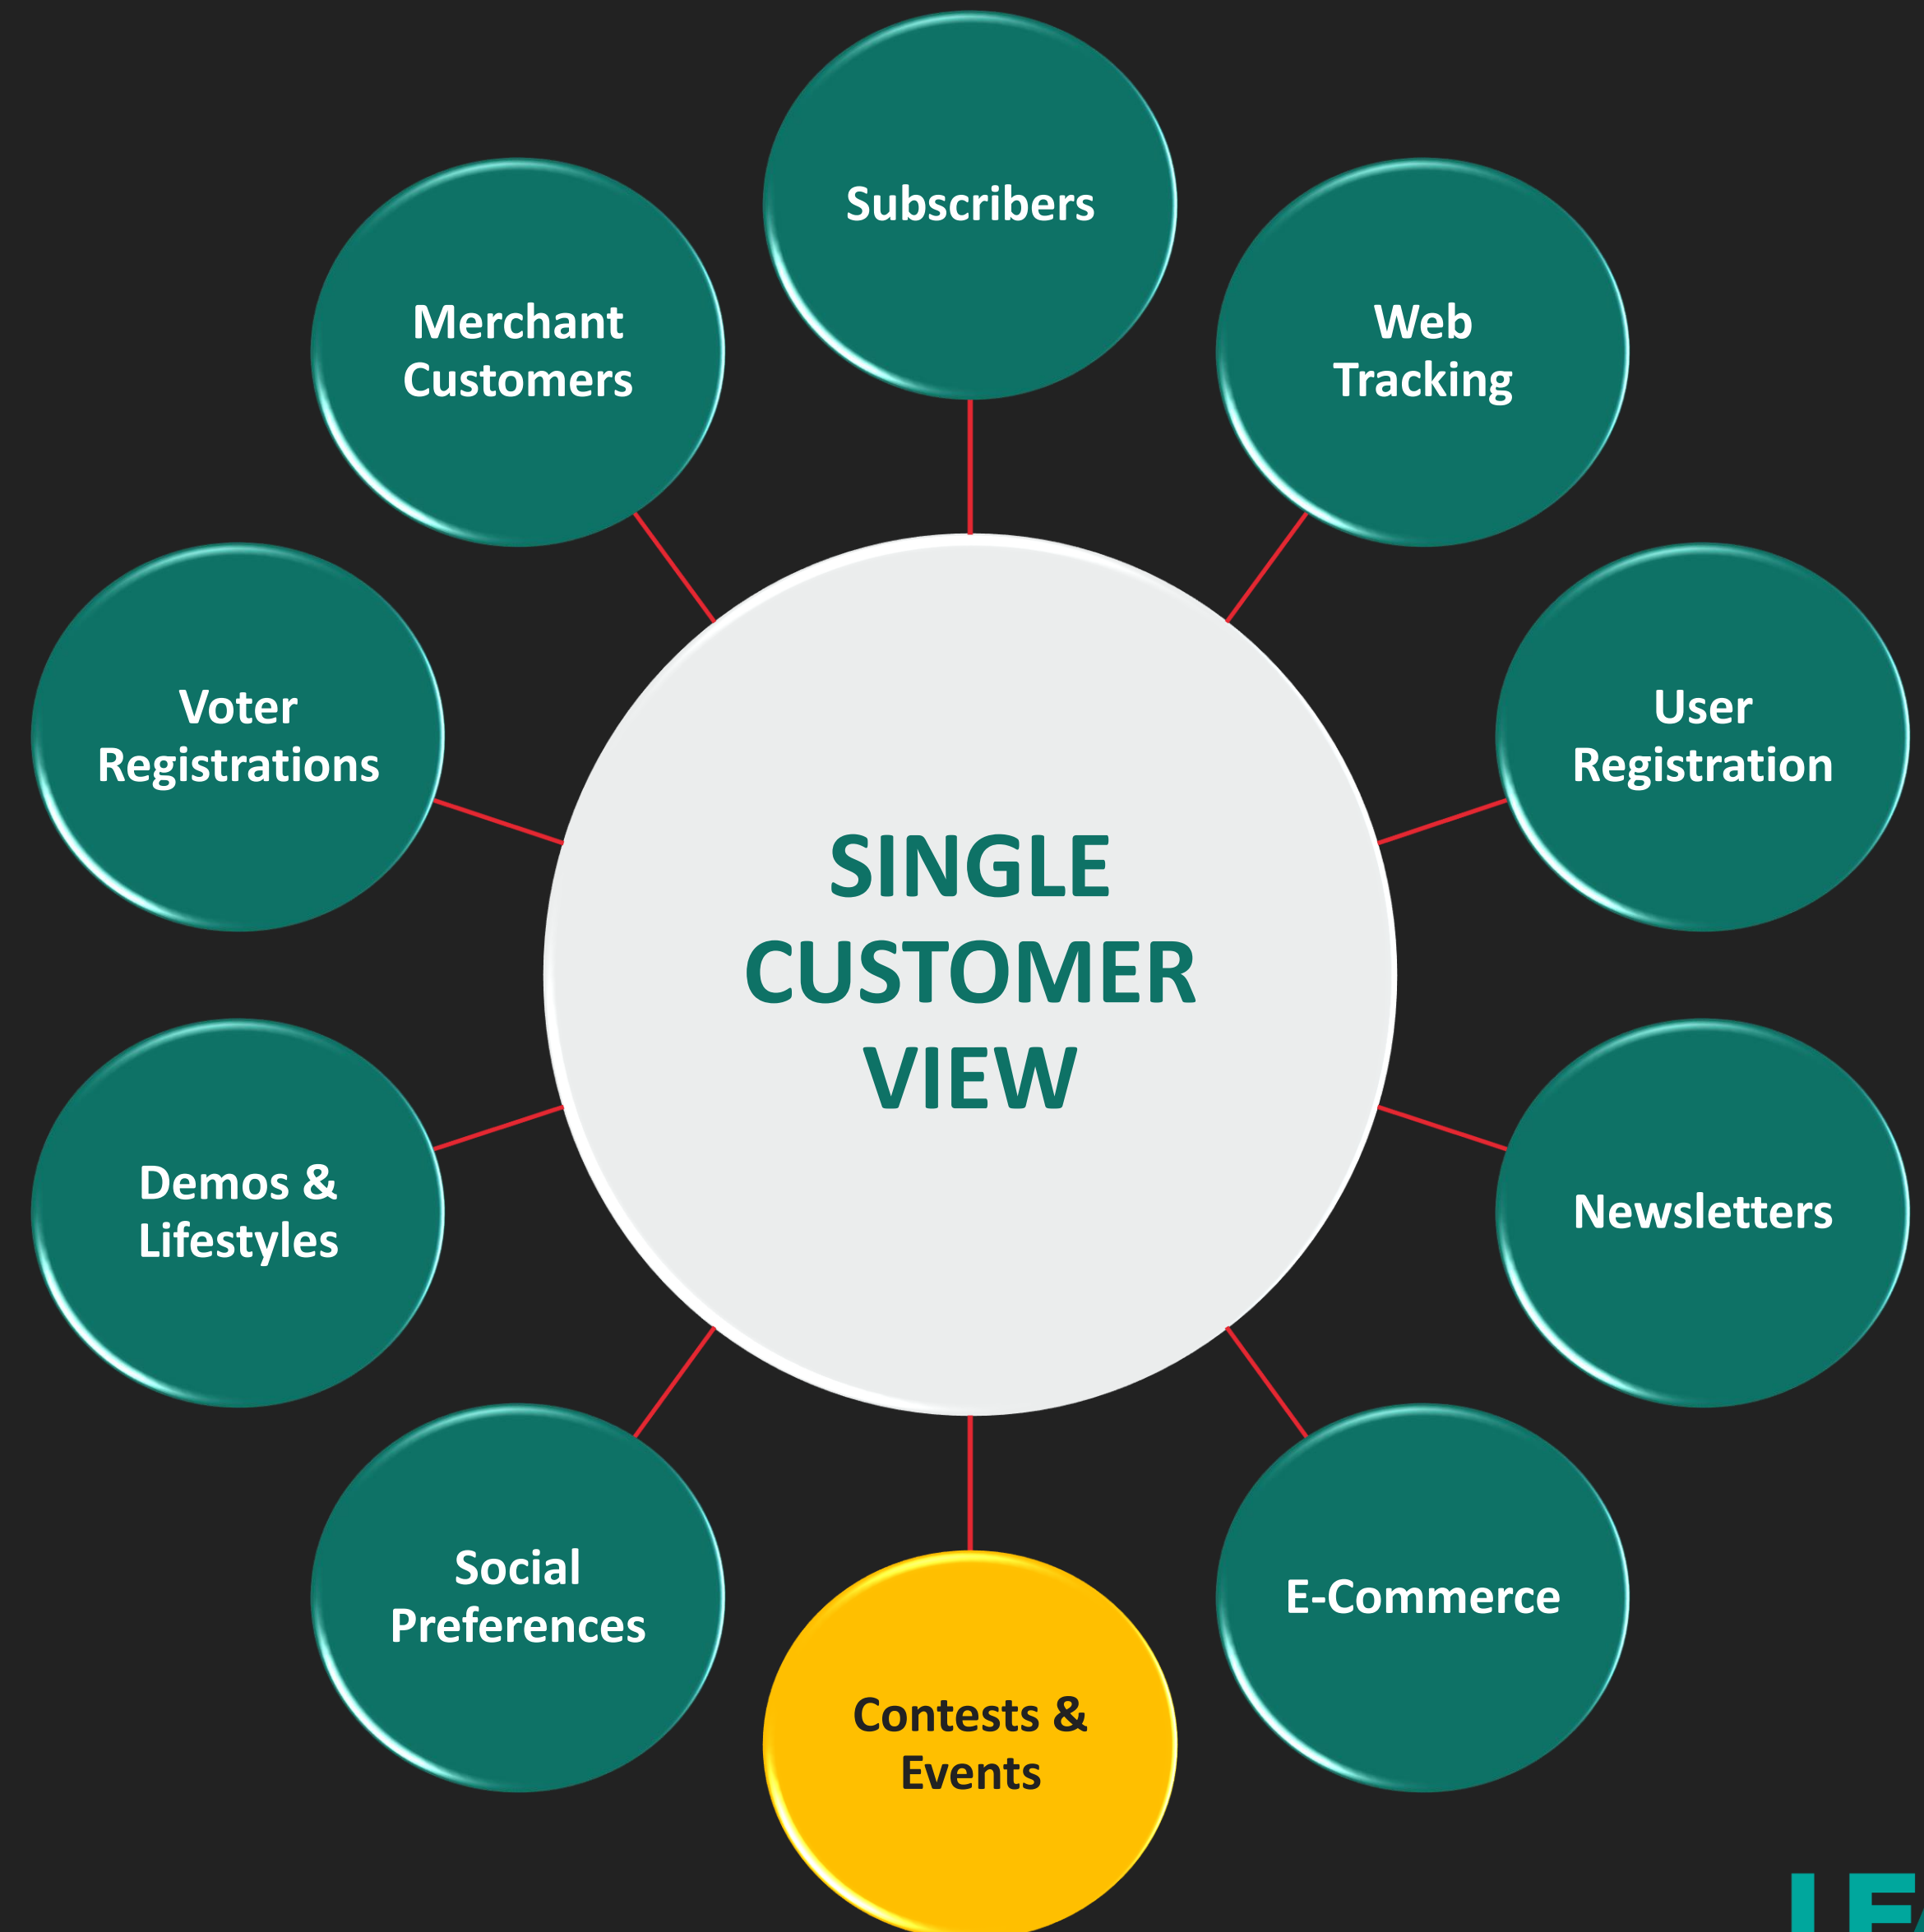 Subscribers
Merchant
Customers
Web
Tracking
Voter
Registrations
User
Registration
SINGLE
CUSTOMER
VIEW
Demos &
Lifestyles
Newsletters
Social
Preferences
E-Commerce
Contests &
Events